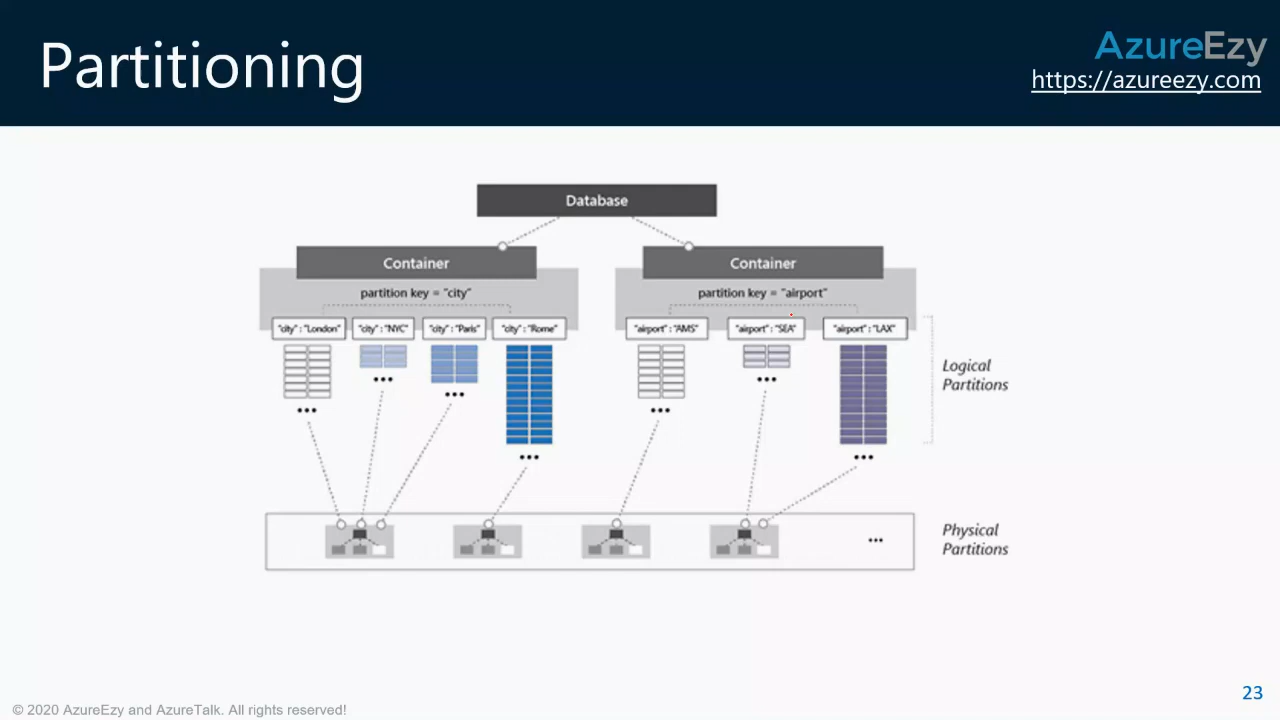 Partitioning
AzureEzy
https://azureezy.com
Database
Container
Container
partition key = "city"
partition key = "airport"
"city" : "London"
"city" : "NYC"
"city" : "Paris"
"city" : "Rome"
"airport" : "AMS"
"airport" : "SEA"
"airport" : "LAX"
Logical
Partitions
Physical
Partitions
23
© 2020 AzureEzy and AzureTalk. All rights reserved!